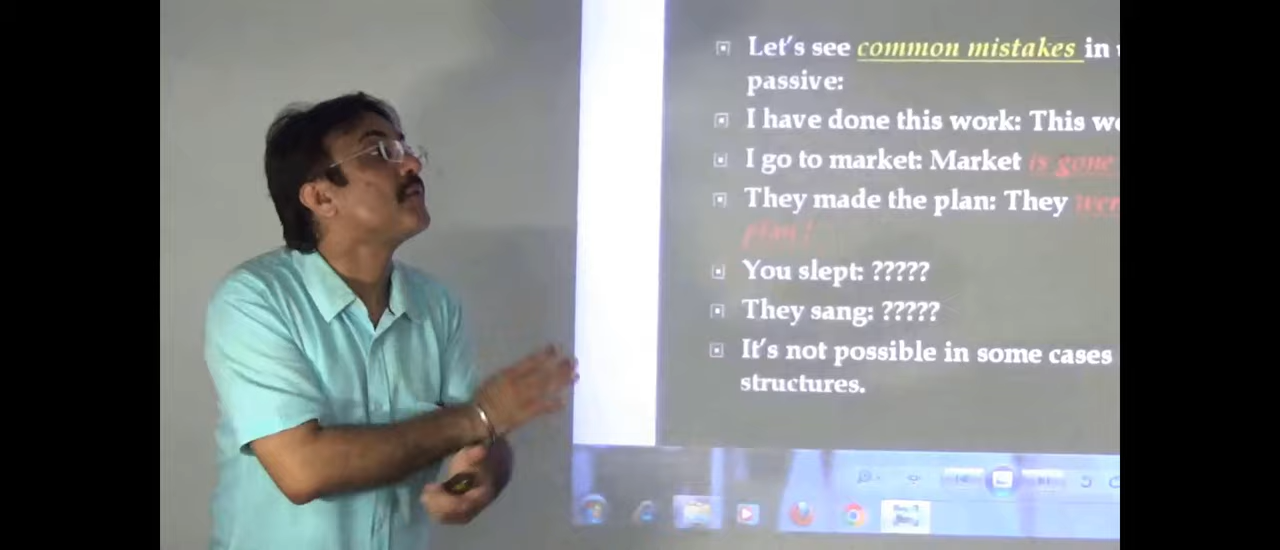 Let's see common mistakes in
passive:
I have done this work: This
I go to market: Market is gone
They made the plan: They
plan!
You slept: ?????
They sang: ?????
It's not possible in some cases
structures.